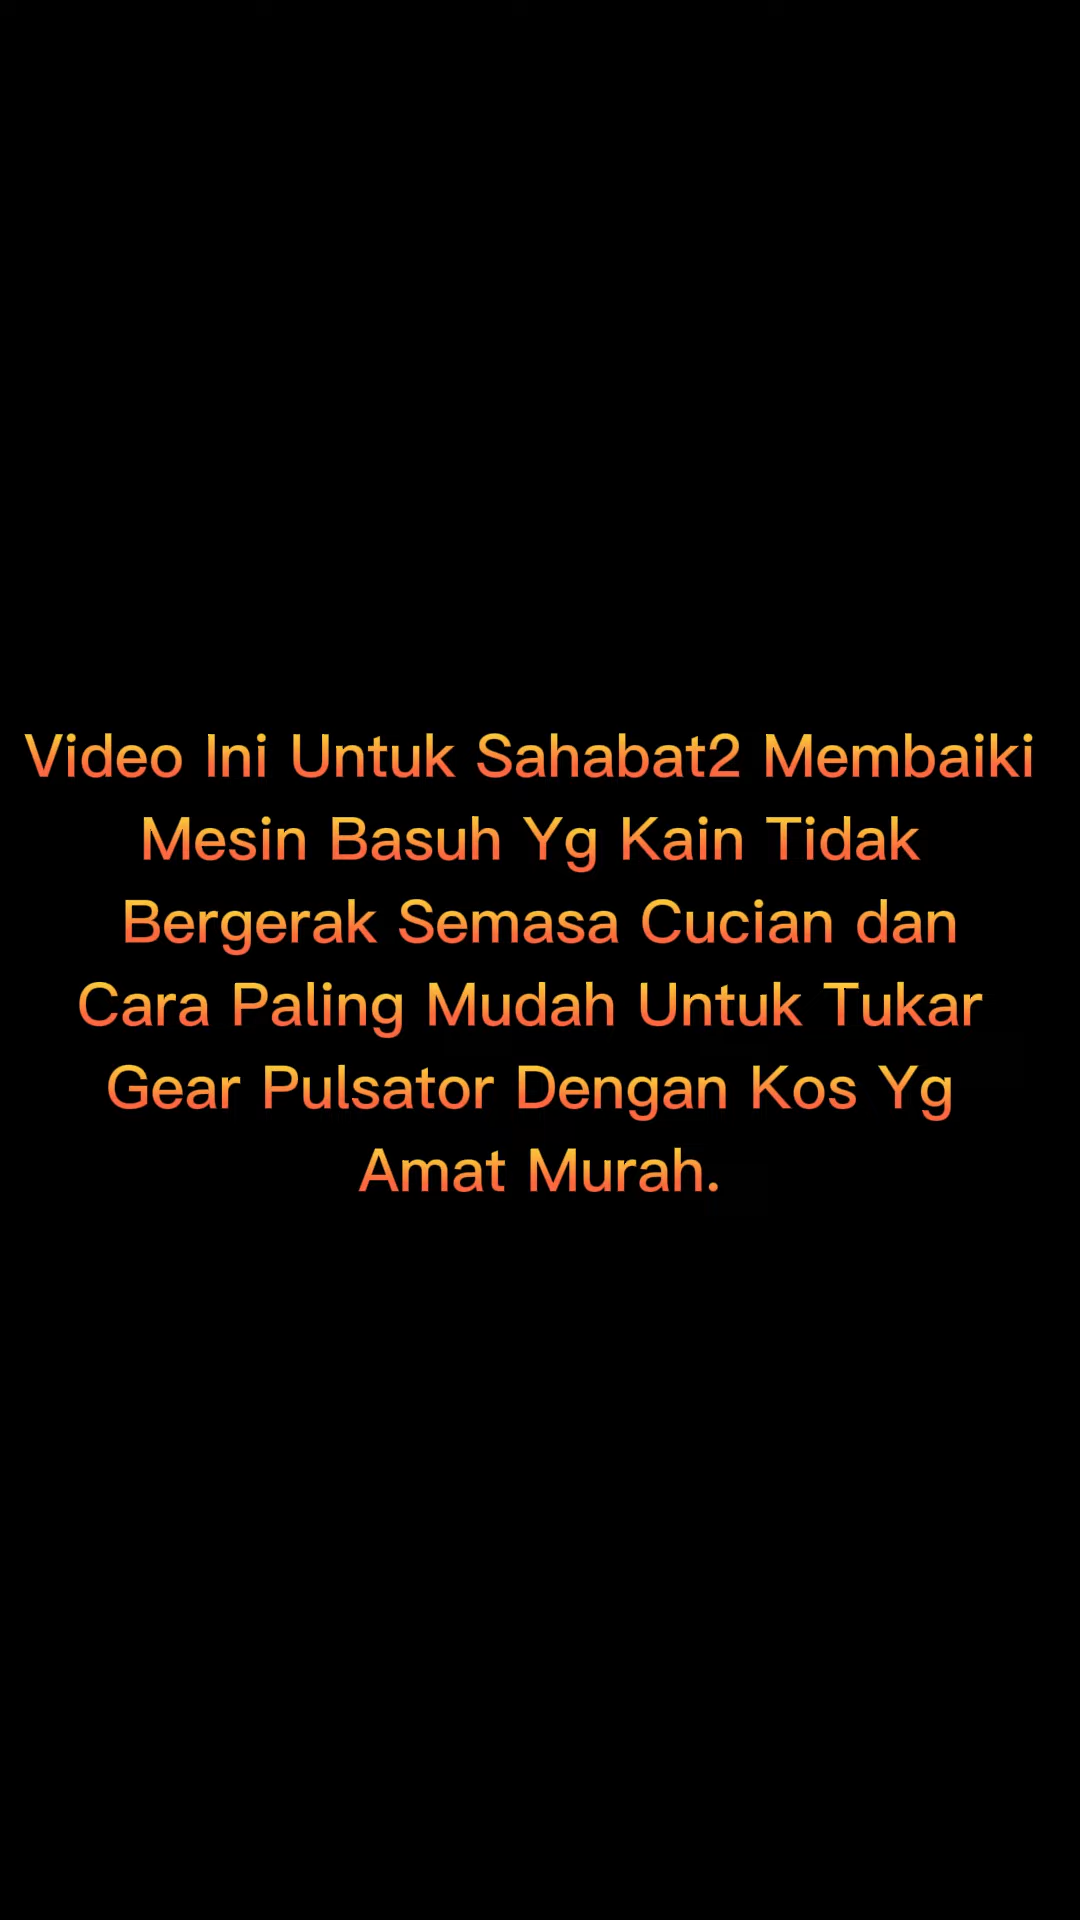 Video Ini Untuk Sahabat2 Membaiki
Mesin Basuh Yg Kain Tidak
Bergerak Semasa Cucian dan
Cara Paling Mudah Untuk Tukar
Gear Pulsator Dengan Kos Yg
Amat Murah.